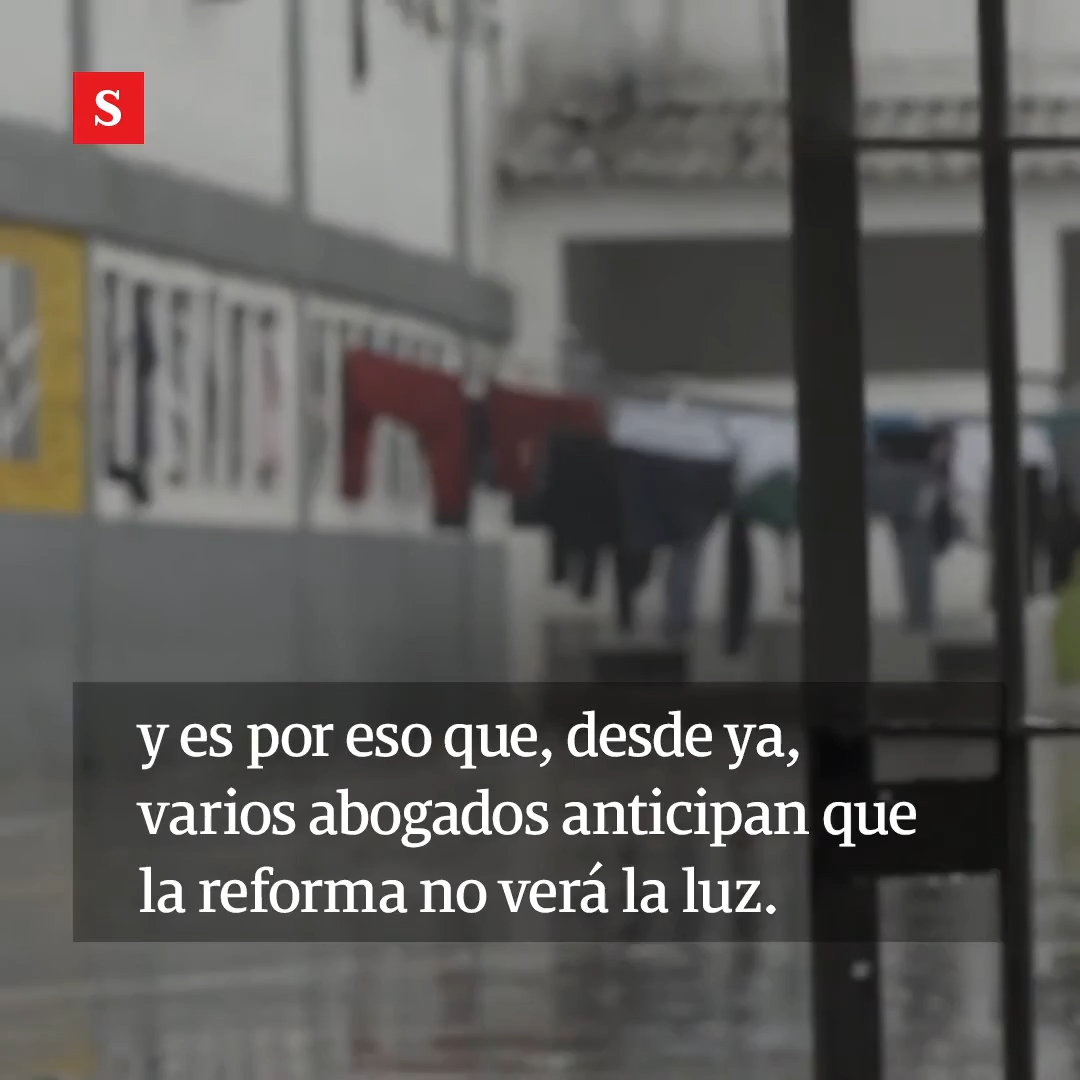 S
y es por eso que, desde ya,
varios abogados anticipan que
la reforma no verá la luz.